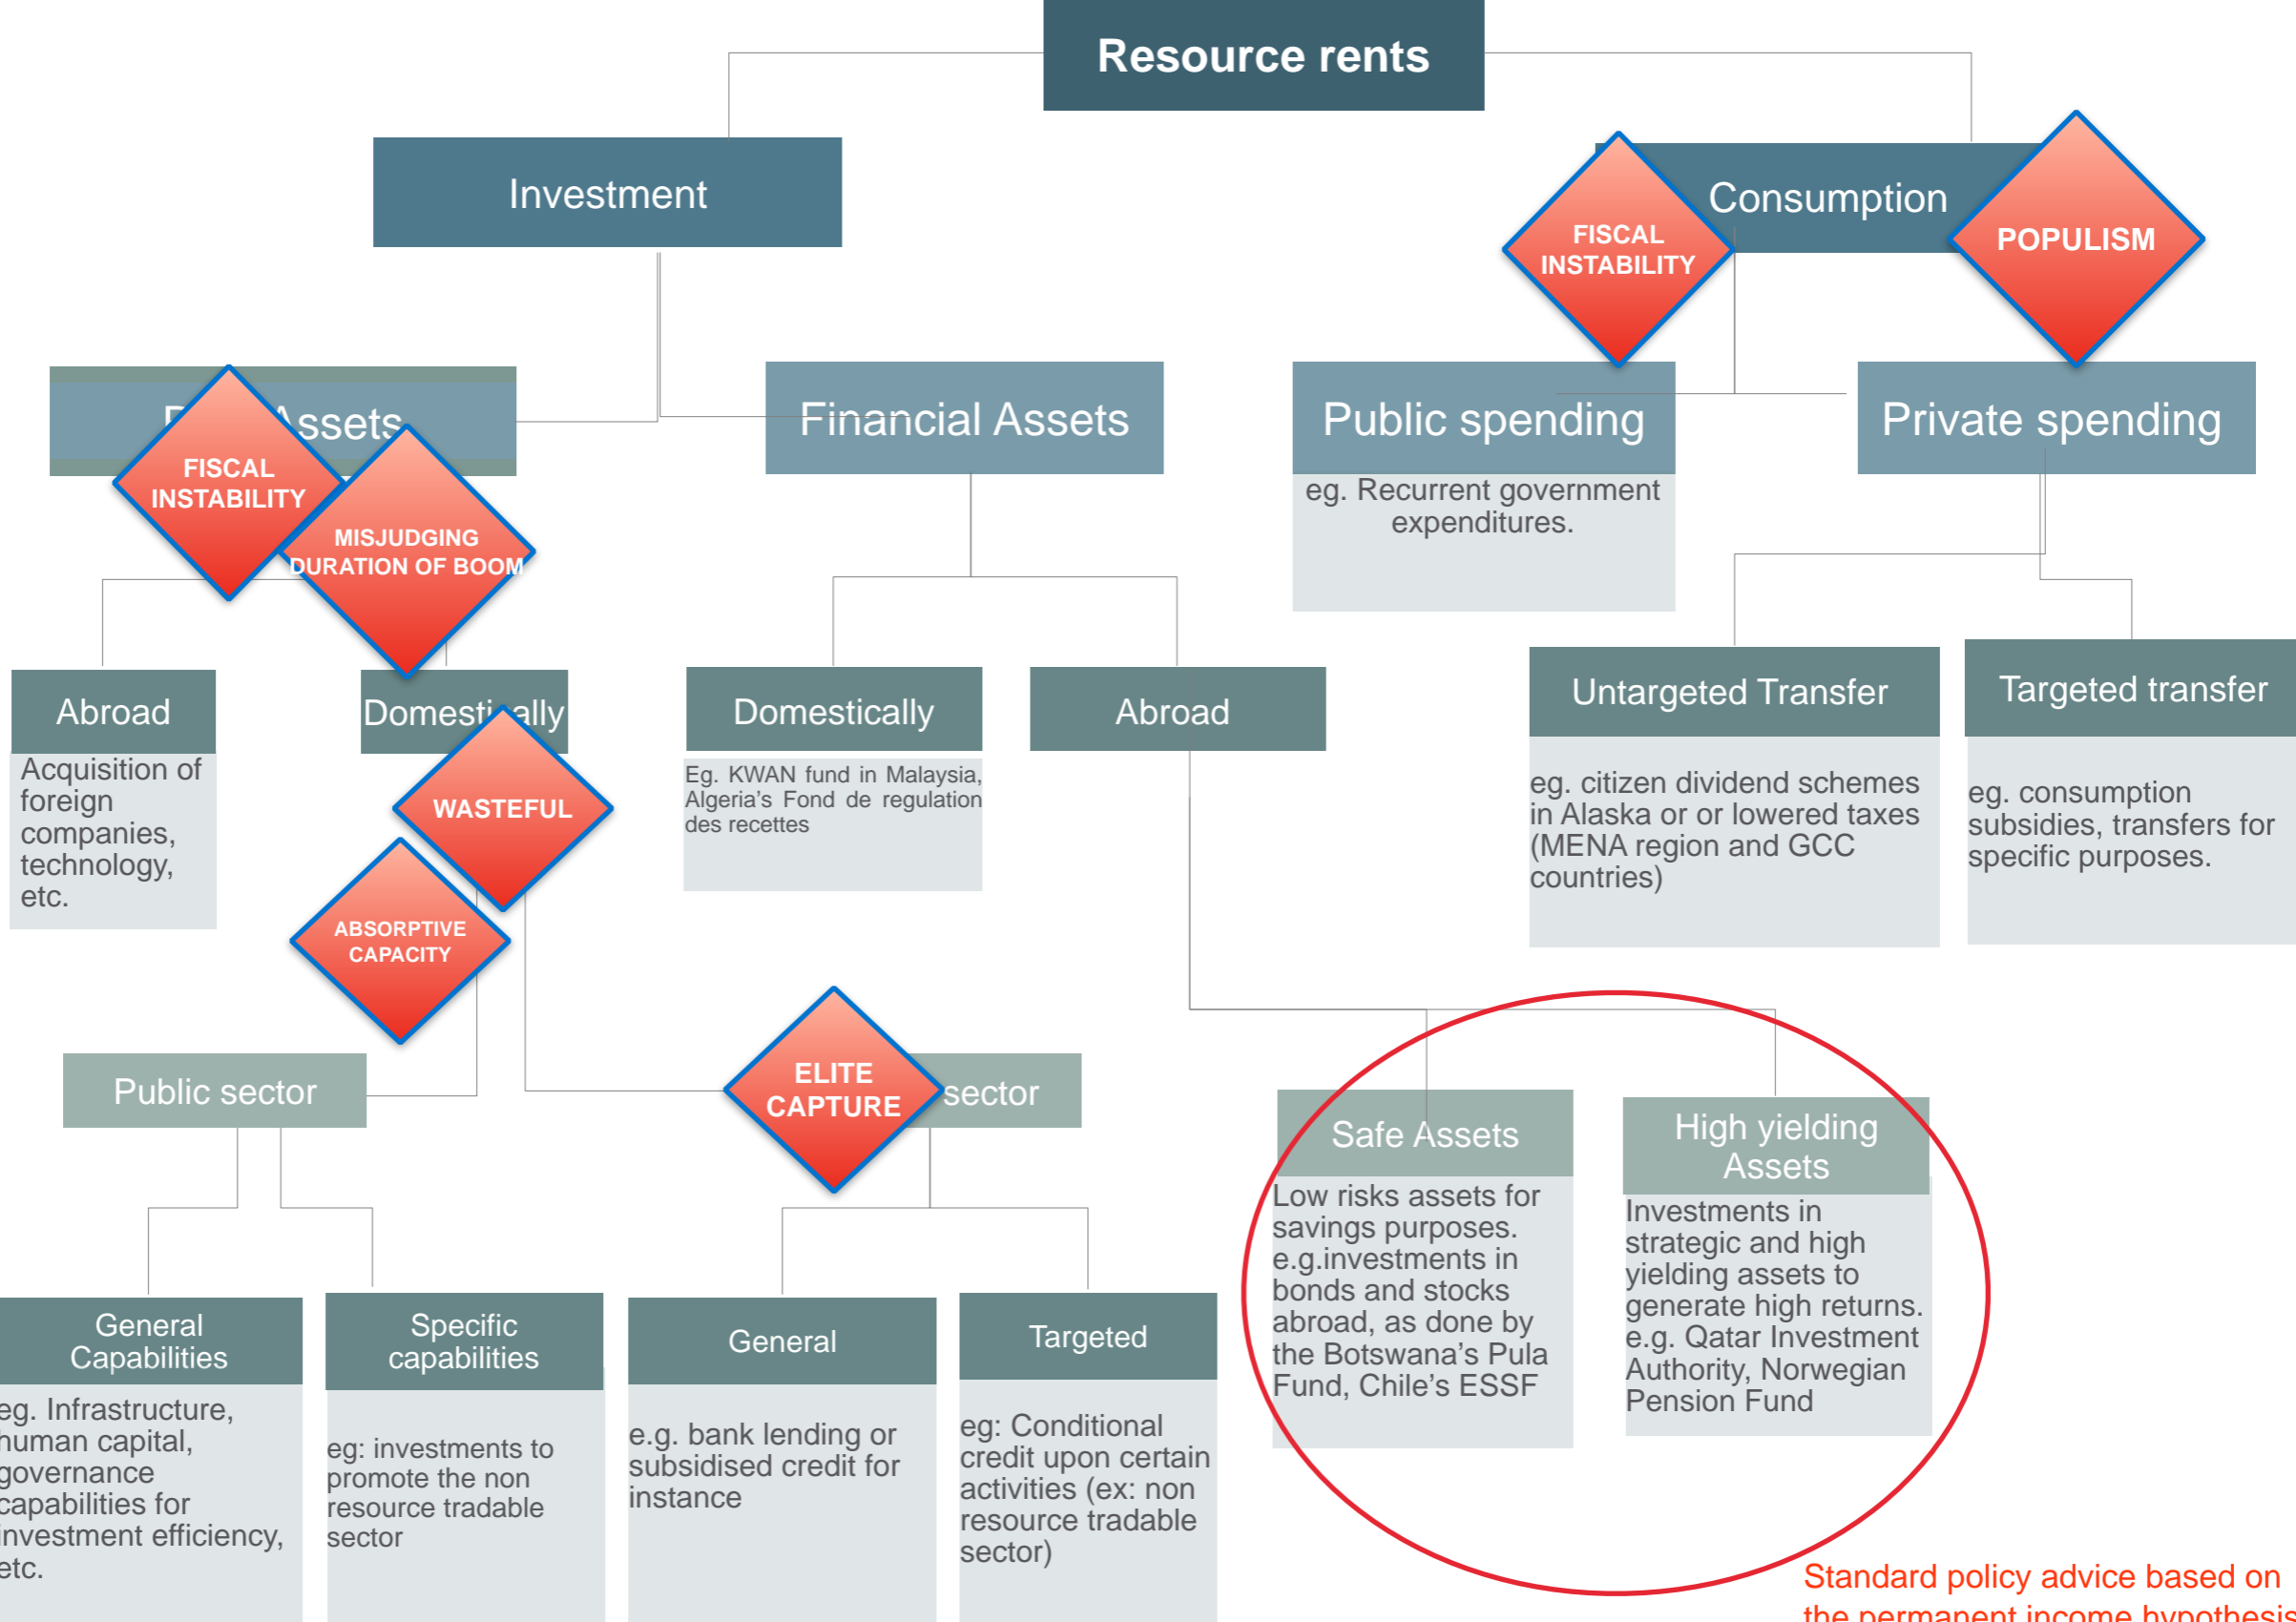 Resource rents
Investment
Consumption
FISCAL
INSTABILITY
POPULISM
Assets
FISCAL
INSTABILITY
MISJUDGING
DURATION OF BOOM
Financial Assets
Public spending
eg. Recurrent government
expenditures.
Private spending
Abroad
Acquisition of
foreign
companies,
technology,
etc.
Domestically
WASTEFUL
ABSORPTIVE
CAPACITY
Domestically
Eg. KWAN fund in Malaysia,
Algeria's Fond de regulation
des recettes
Abroad
Untargeted Transfer
eg. citizen dividend schemes
in Alaska or or lowered taxes
(MENA region and GCC
countries)
Targeted transfer
eg. consumption
subsidies, transfers for
specific purposes.
Public sector
ELITE
CAPTURE
sector
Safe Assets
Low risks assets for
savings purposes.
e.g.investments in
bonds and stocks
abroad, as done by
the Botswana's Pula
Fund, Chile's ESSF
High yielding
Assets
Investments in
strategic and high
yielding assets to
generate high returns.
e.g. Qatar Investment
Authority, Norwegian
Pension Fund
General
Capabilities
eg. Infrastructure,
human capital,
governance
capabilities for
investment efficiency,
etc.
Specific
capabilities
eg: investments to
promote the non
resource tradable
sector
General
e.g. bank lending or
subsidised credit for
instance
Targeted
eg: Conditional
credit upon certain
activities (ex: non
resource tradable
sector)
Standard policy advice based on
the permanent income hypothesis